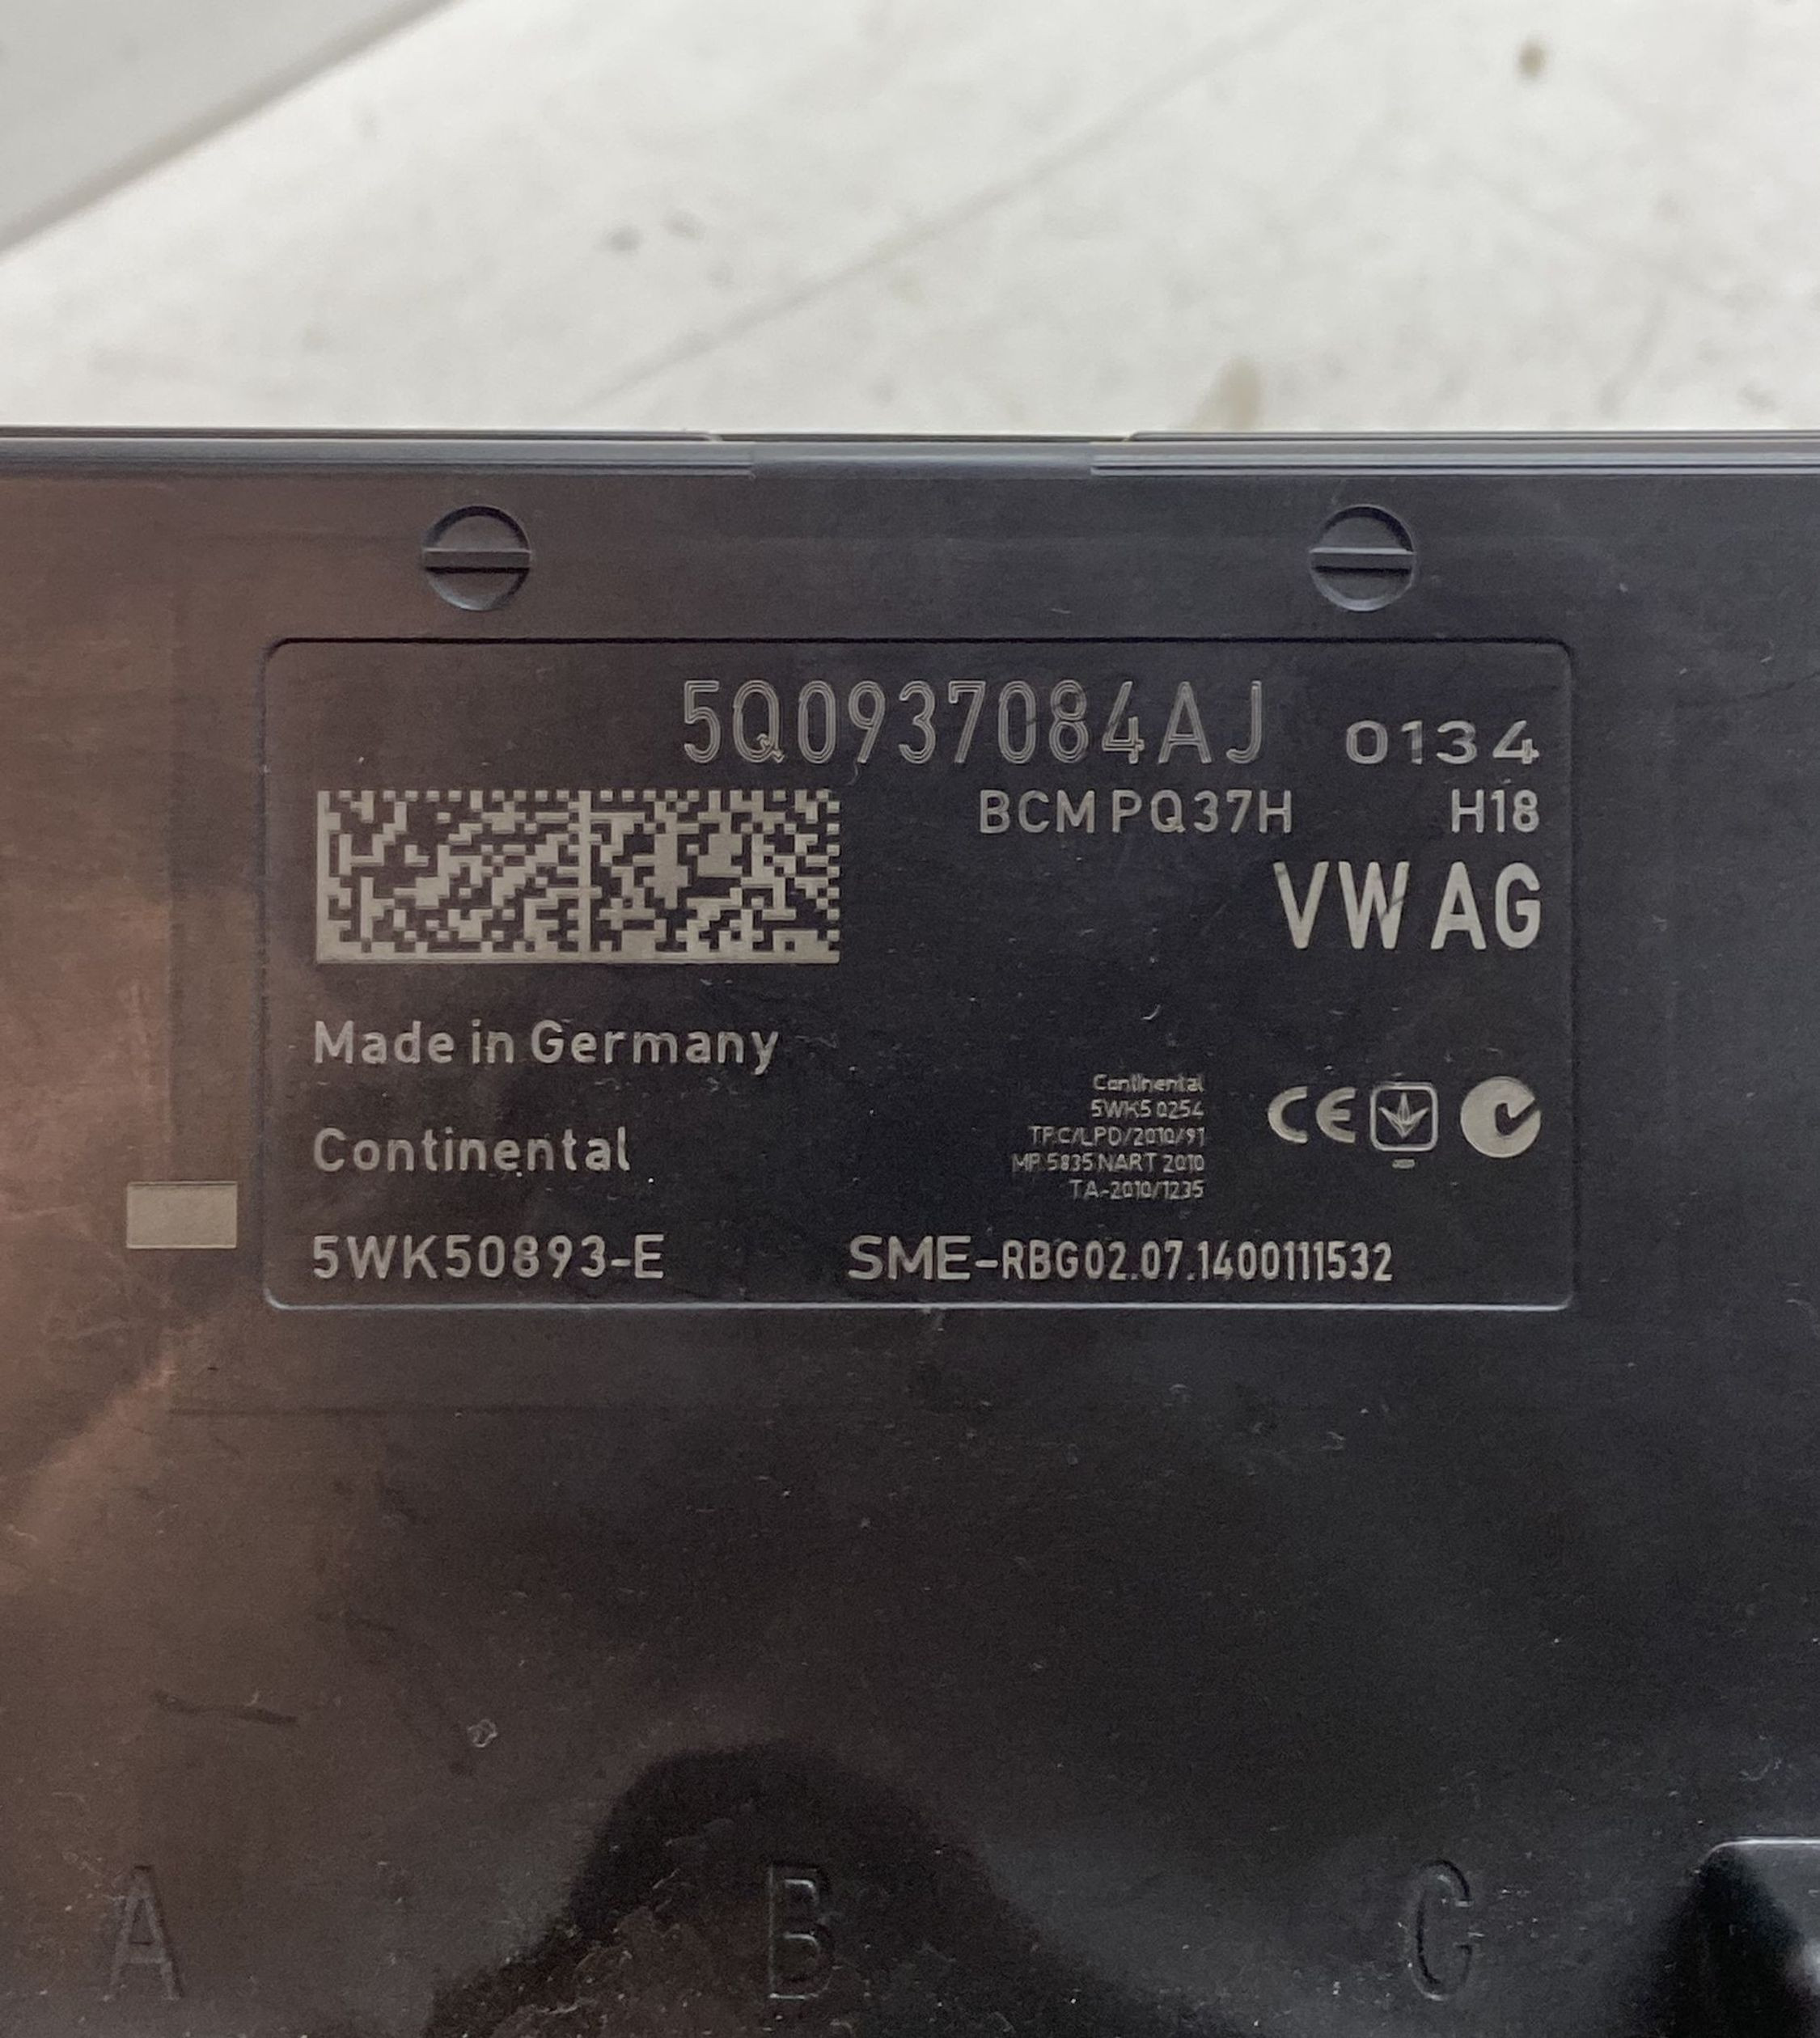 5Q0937084AJ 0134
BCM PQ37H H18
VW AG
Made in Germany
Continental
5WK5 0254
TP.C/LPD/2010/91
MP. 5835 NART 2010
TA-2010/1235
CE
Continental
5WK50893-E SME-RBG02.07.1400111532
A B C